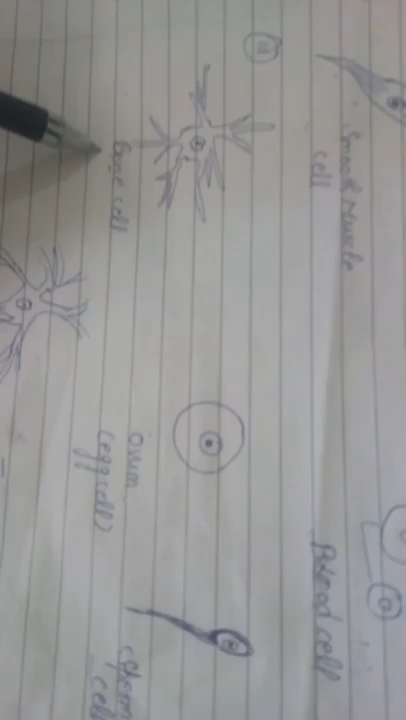 Smooth Muscle
cell
Blood cell
Bone cell
Ovum
(egg cell)
(Sperm
cell